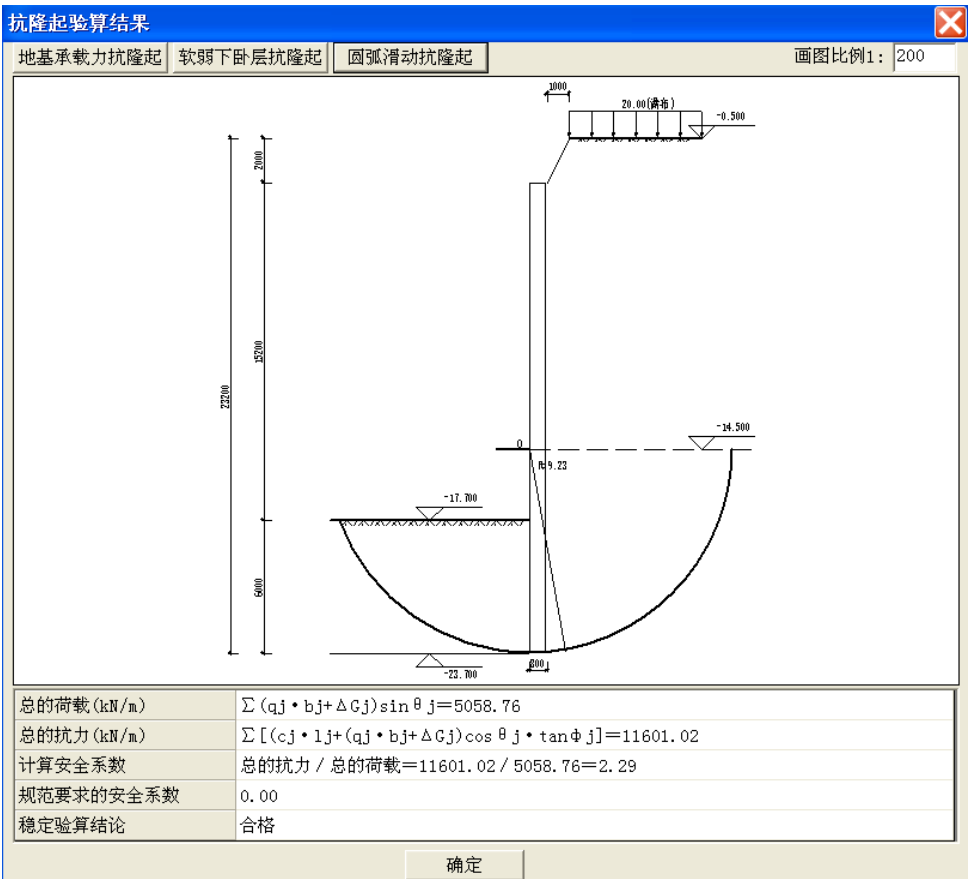 抗隆起验算结果
地基承载力抗隆起 软弱下卧层抗隆起 圆弧滑动抗隆起 画图比例1: 200
1000
20.00(满布)
-0.500
2000
15200
23200
-14.500
O
R=9.23
-17.700
6000
800
-23.700
总的荷载(kN/m) ∑(qj•bj+ΔGj)sinθj=5058.76
总的抗力(kN/m) ∑[(cj•lj+(qj•bj+ΔGj)cosθj•tanφj]=11601.02
计算安全系数 总的抗力/总的荷载=11601.02/5058.76=2.29
规范要求的安全系数 0.00
稳定验算结论 合格
确定